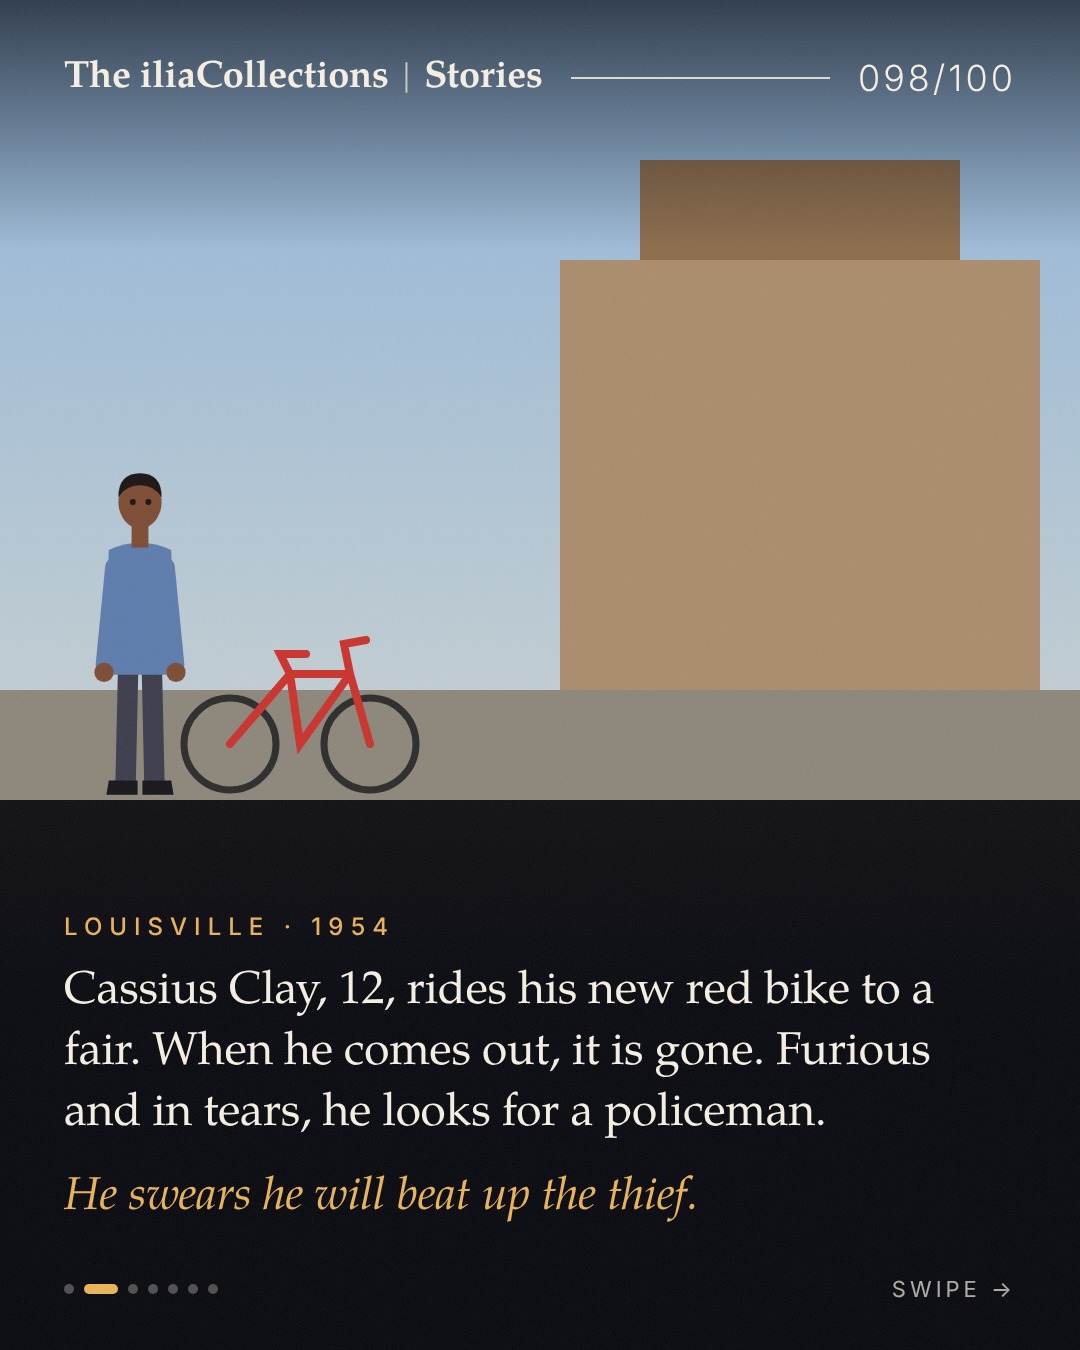 The iliaCollections | Stories
098/100
LOUISVILLE · 1954
Cassius Clay, 12, rides his new red bike to a
fair. When he comes out, it is gone. Furious
and in tears, he looks for a policeman.
He swears he will beat up the thief.
SWIPE →